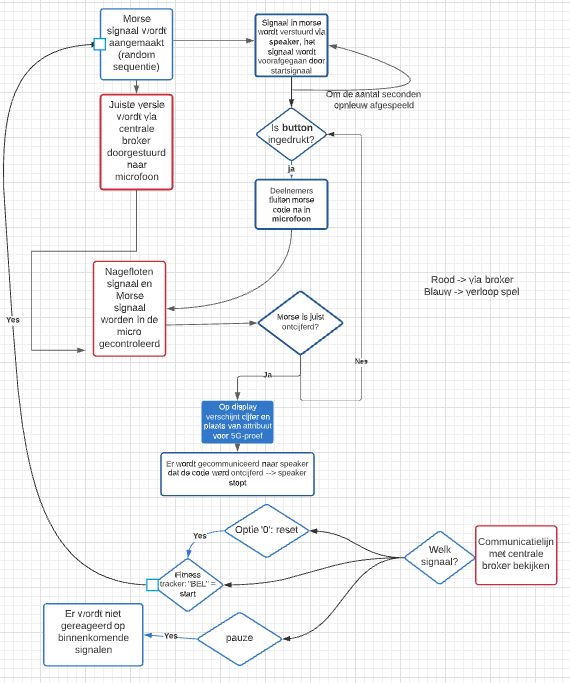 Morse
signaal wordt
aangemaakt
(random
sequentie)
Signaal in morse
wordt verstuurd via
speaker, het
signaal wordt
voorafgegaan door
startsignaal
Om de aantal seconden
opnieuw afgespeeld
Juiste versie
wordt via
centrale
broker
doorgestuurd
naar
microfoon
Is button
ingedrukt?
ja
Deelnemers
fluiten morse
code na in
microfoon
Nagefloten
signaal en
Morse
signaal
worden in de
micro
gecontroleerd
Rood -> via broker
Blauw -> verloop spel
Morse is juist
ontcijferd?
Yes
Nee
Ja
Op display
verschijnt cijfer en
plaats van attribuut
voor 5G-proef
Er wordt gecommuniceerd naar speaker
dat de code werd ontcijferd --> speaker
stopt
Optie '0': reset
Yes
Welk
signaal?
Communicatielijn
met centrale
broker bekijken
Fitness
tracker: "BEL" =
start
Er wordt niet
gereageerd op
binnenkomende
signalen
Yes
pauze